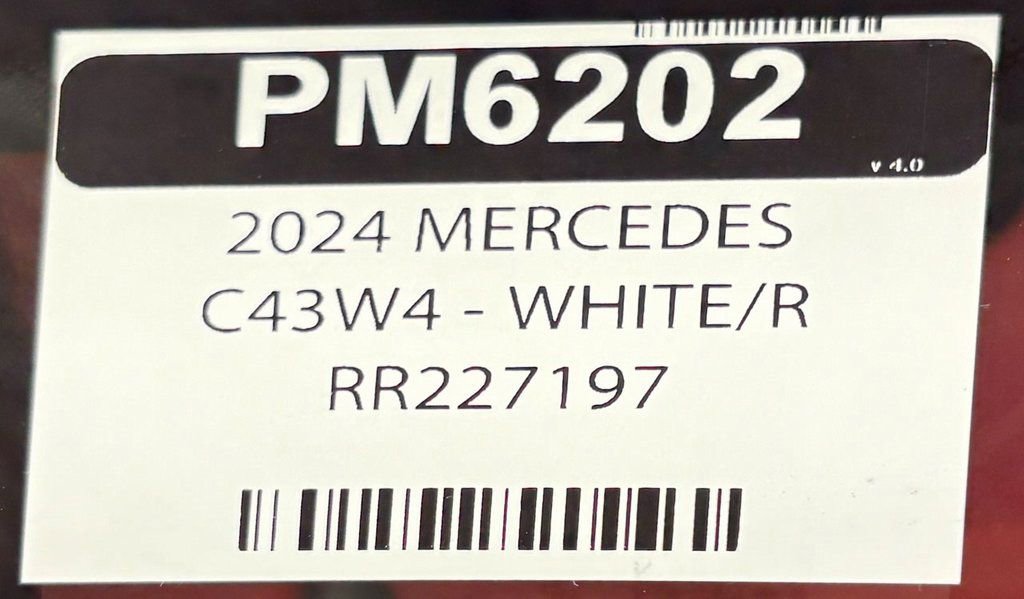 PM6202
v 4.0
2024 MERCEDES
C43W4 - WHITE/R
RR227197